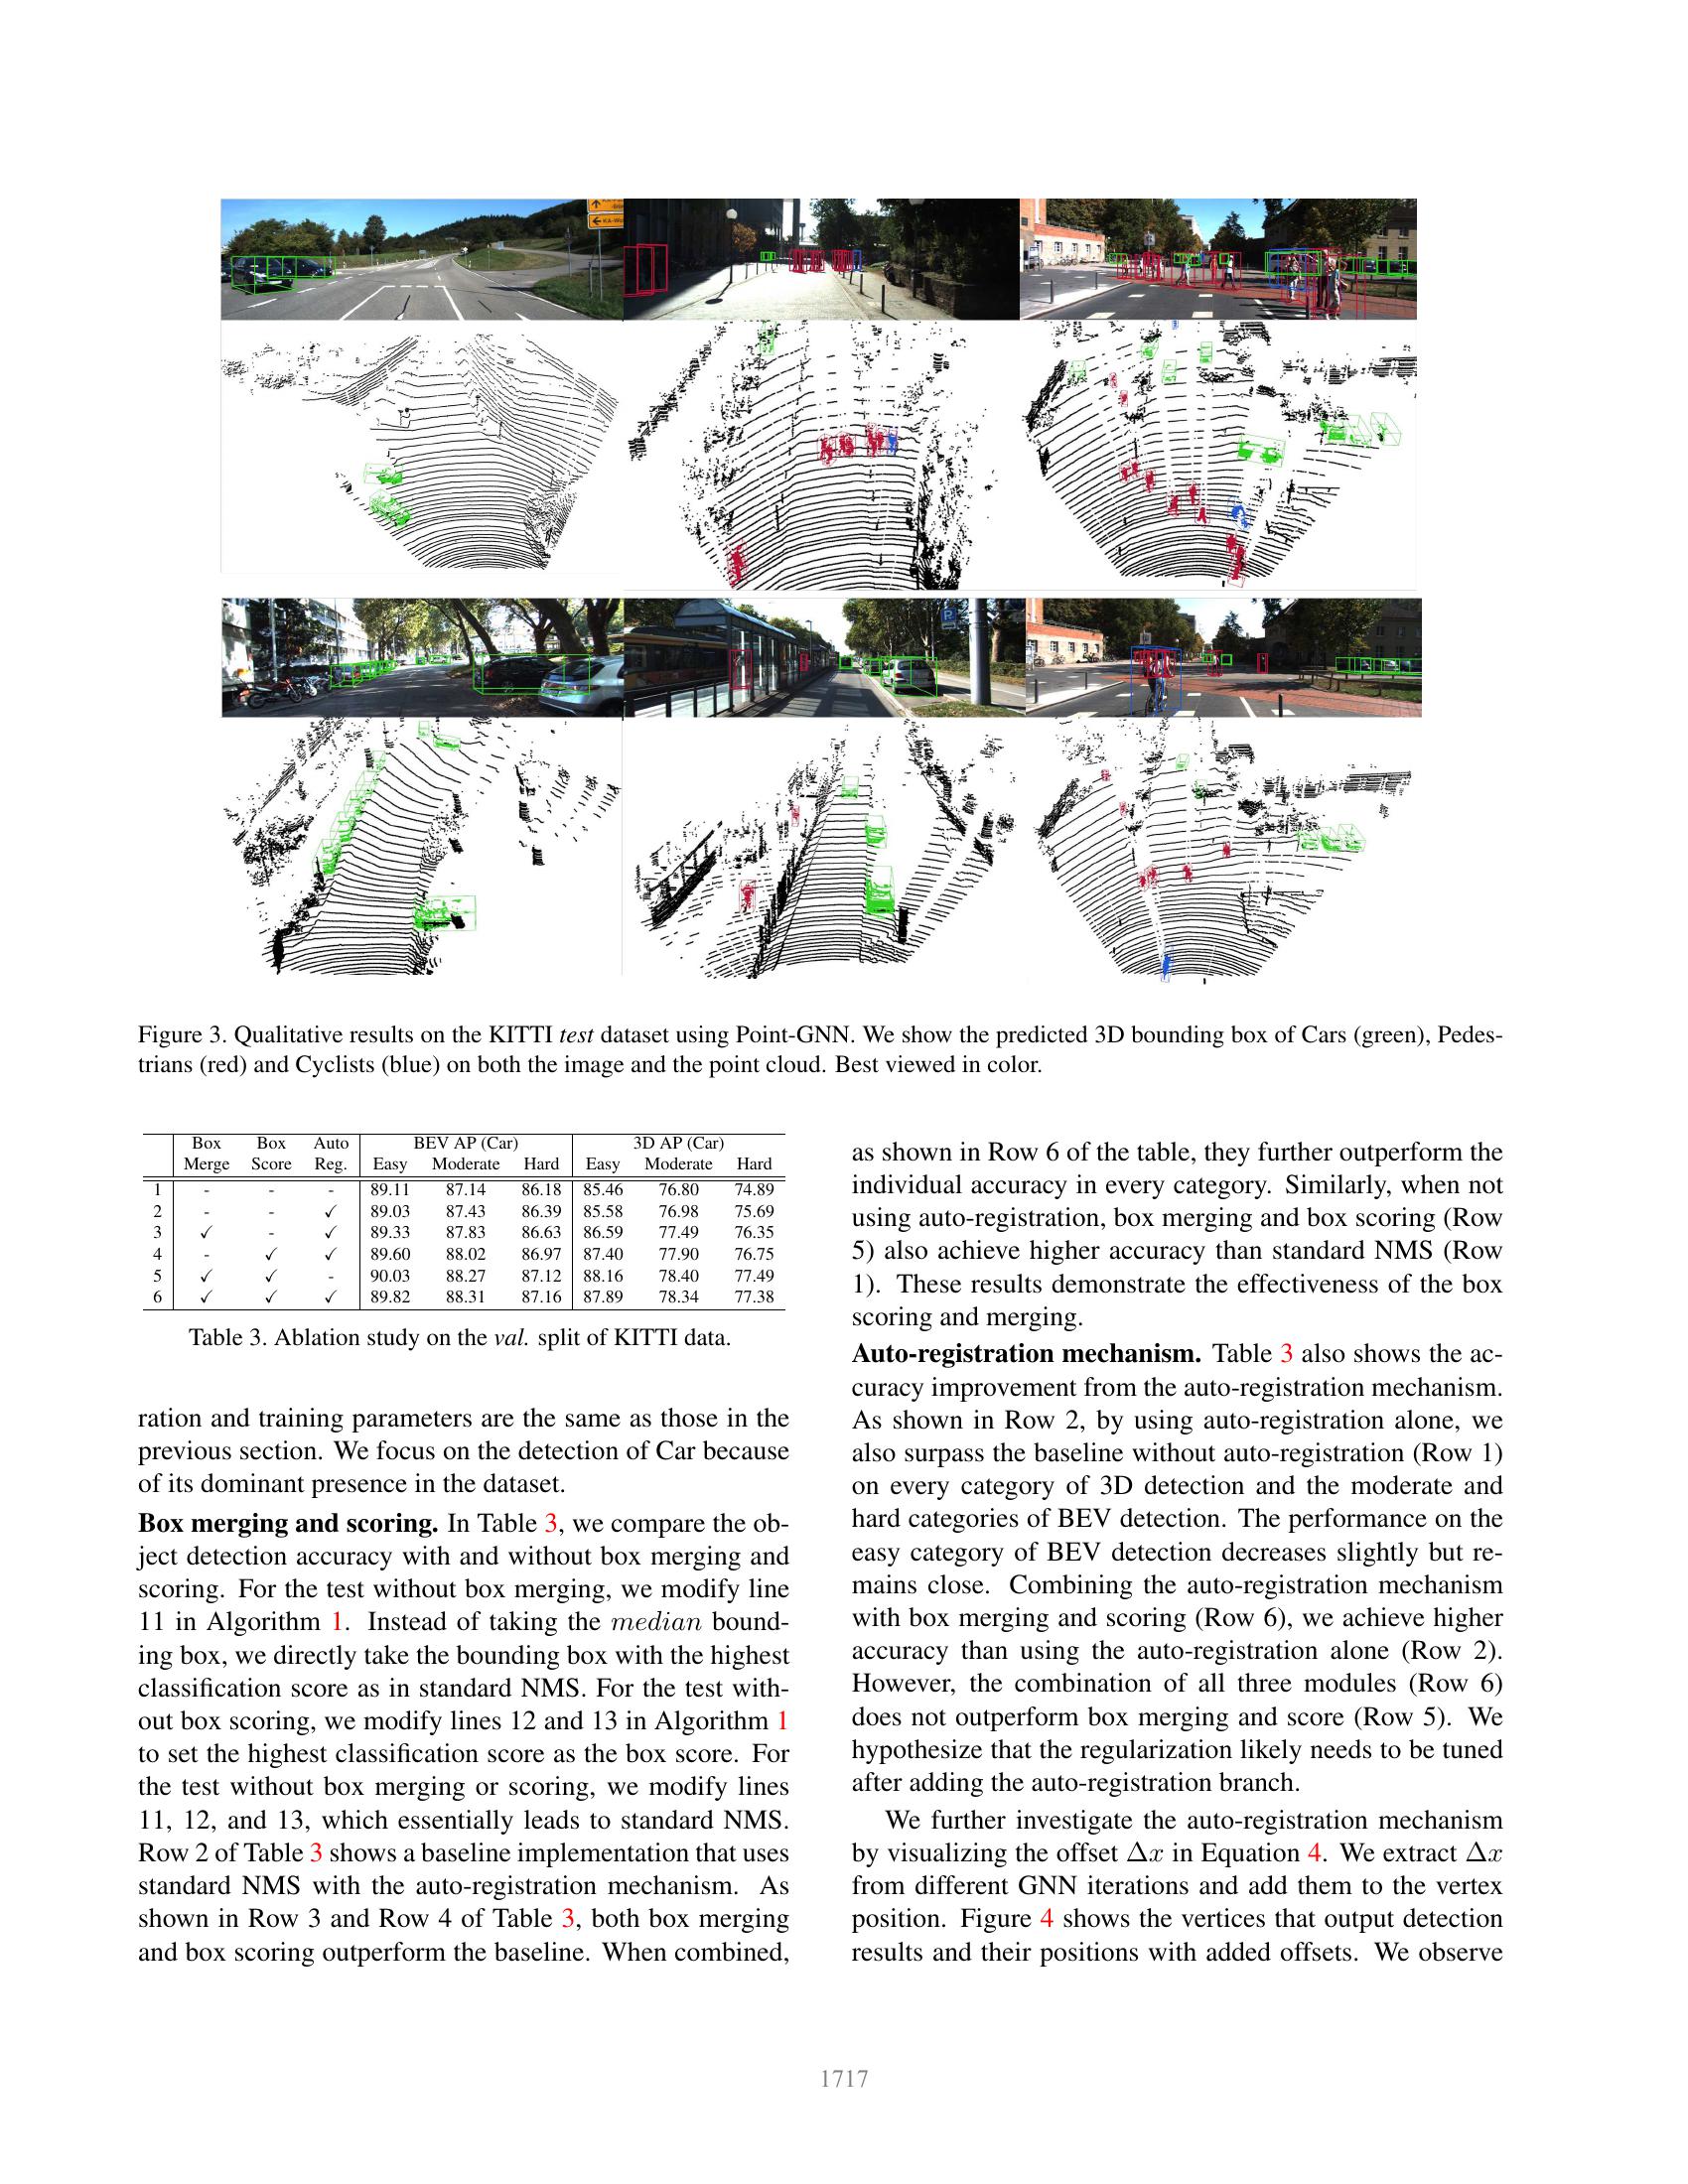 Figure 3. Qualitative results on the KITTI test dataset using Point-GNN. We show the predicted 3D bounding box of Cars (green), Pedes-
trians (red) and Cyclists (blue) on both the image and the point cloud. Best viewed in color.
Box Box Auto BEV AP (Car) 3D AP (Car)
Merge Score Reg. Easy Moderate Hard Easy Moderate Hard
1 - - - 89.11 87.14 86.18 85.46 76.80 74.89
2 - - ✓ 89.03 87.43 86.39 85.58 76.98 75.69
3 ✓ - ✓ 89.33 87.83 86.63 86.59 77.49 76.35
4 - ✓ ✓ 89.60 88.02 86.97 87.40 77.90 76.75
5 ✓ ✓ - 90.03 88.27 87.12 88.16 78.40 77.49
6 ✓ ✓ ✓ 89.82 88.31 87.16 87.89 78.34 77.38
Table 3. Ablation study on the val. split of KITTI data.
ration and training parameters are the same as those in the
previous section. We focus on the detection of Car because
of its dominant presence in the dataset.
Box merging and scoring. In Table 3, we compare the ob-
ject detection accuracy with and without box merging and
scoring. For the test without box merging, we modify line
11 in Algorithm 1. Instead of taking the median bound-
ing box, we directly take the bounding box with the highest
classification score as in standard NMS. For the test with-
out box scoring, we modify lines 12 and 13 in Algorithm 1
to set the highest classification score as the box score. For
the test without box merging or scoring, we modify lines
11, 12, and 13, which essentially leads to standard NMS.
Row 2 of Table 3 shows a baseline implementation that uses
standard NMS with the auto-registration mechanism. As
shown in Row 3 and Row 4 of Table 3, both box merging
and box scoring outperform the baseline. When combined,
as shown in Row 6 of the table, they further outperform the
individual accuracy in every category. Similarly, when not
using auto-registration, box merging and box scoring (Row
5) also achieve higher accuracy than standard NMS (Row
1). These results demonstrate the effectiveness of the box
scoring and merging.
Auto-registration mechanism. Table 3 also shows the ac-
curacy improvement from the auto-registration mechanism.
As shown in Row 2, by using auto-registration alone, we
also surpass the baseline without auto-registration (Row 1)
on every category of 3D detection and the moderate and
hard categories of BEV detection. The performance on the
easy category of BEV detection decreases slightly but re-
mains close. Combining the auto-registration mechanism
with box merging and scoring (Row 6), we achieve higher
accuracy than using the auto-registration alone (Row 2).
However, the combination of all three modules (Row 6)
does not outperform box merging and score (Row 5). We
hypothesize that the regularization likely needs to be tuned
after adding the auto-registration branch.
We further investigate the auto-registration mechanism
by visualizing the offset Δx in Equation 4. We extract Δx
from different GNN iterations and add them to the vertex
position. Figure 4 shows the vertices that output detection
results and their positions with added offsets. We observe
1717